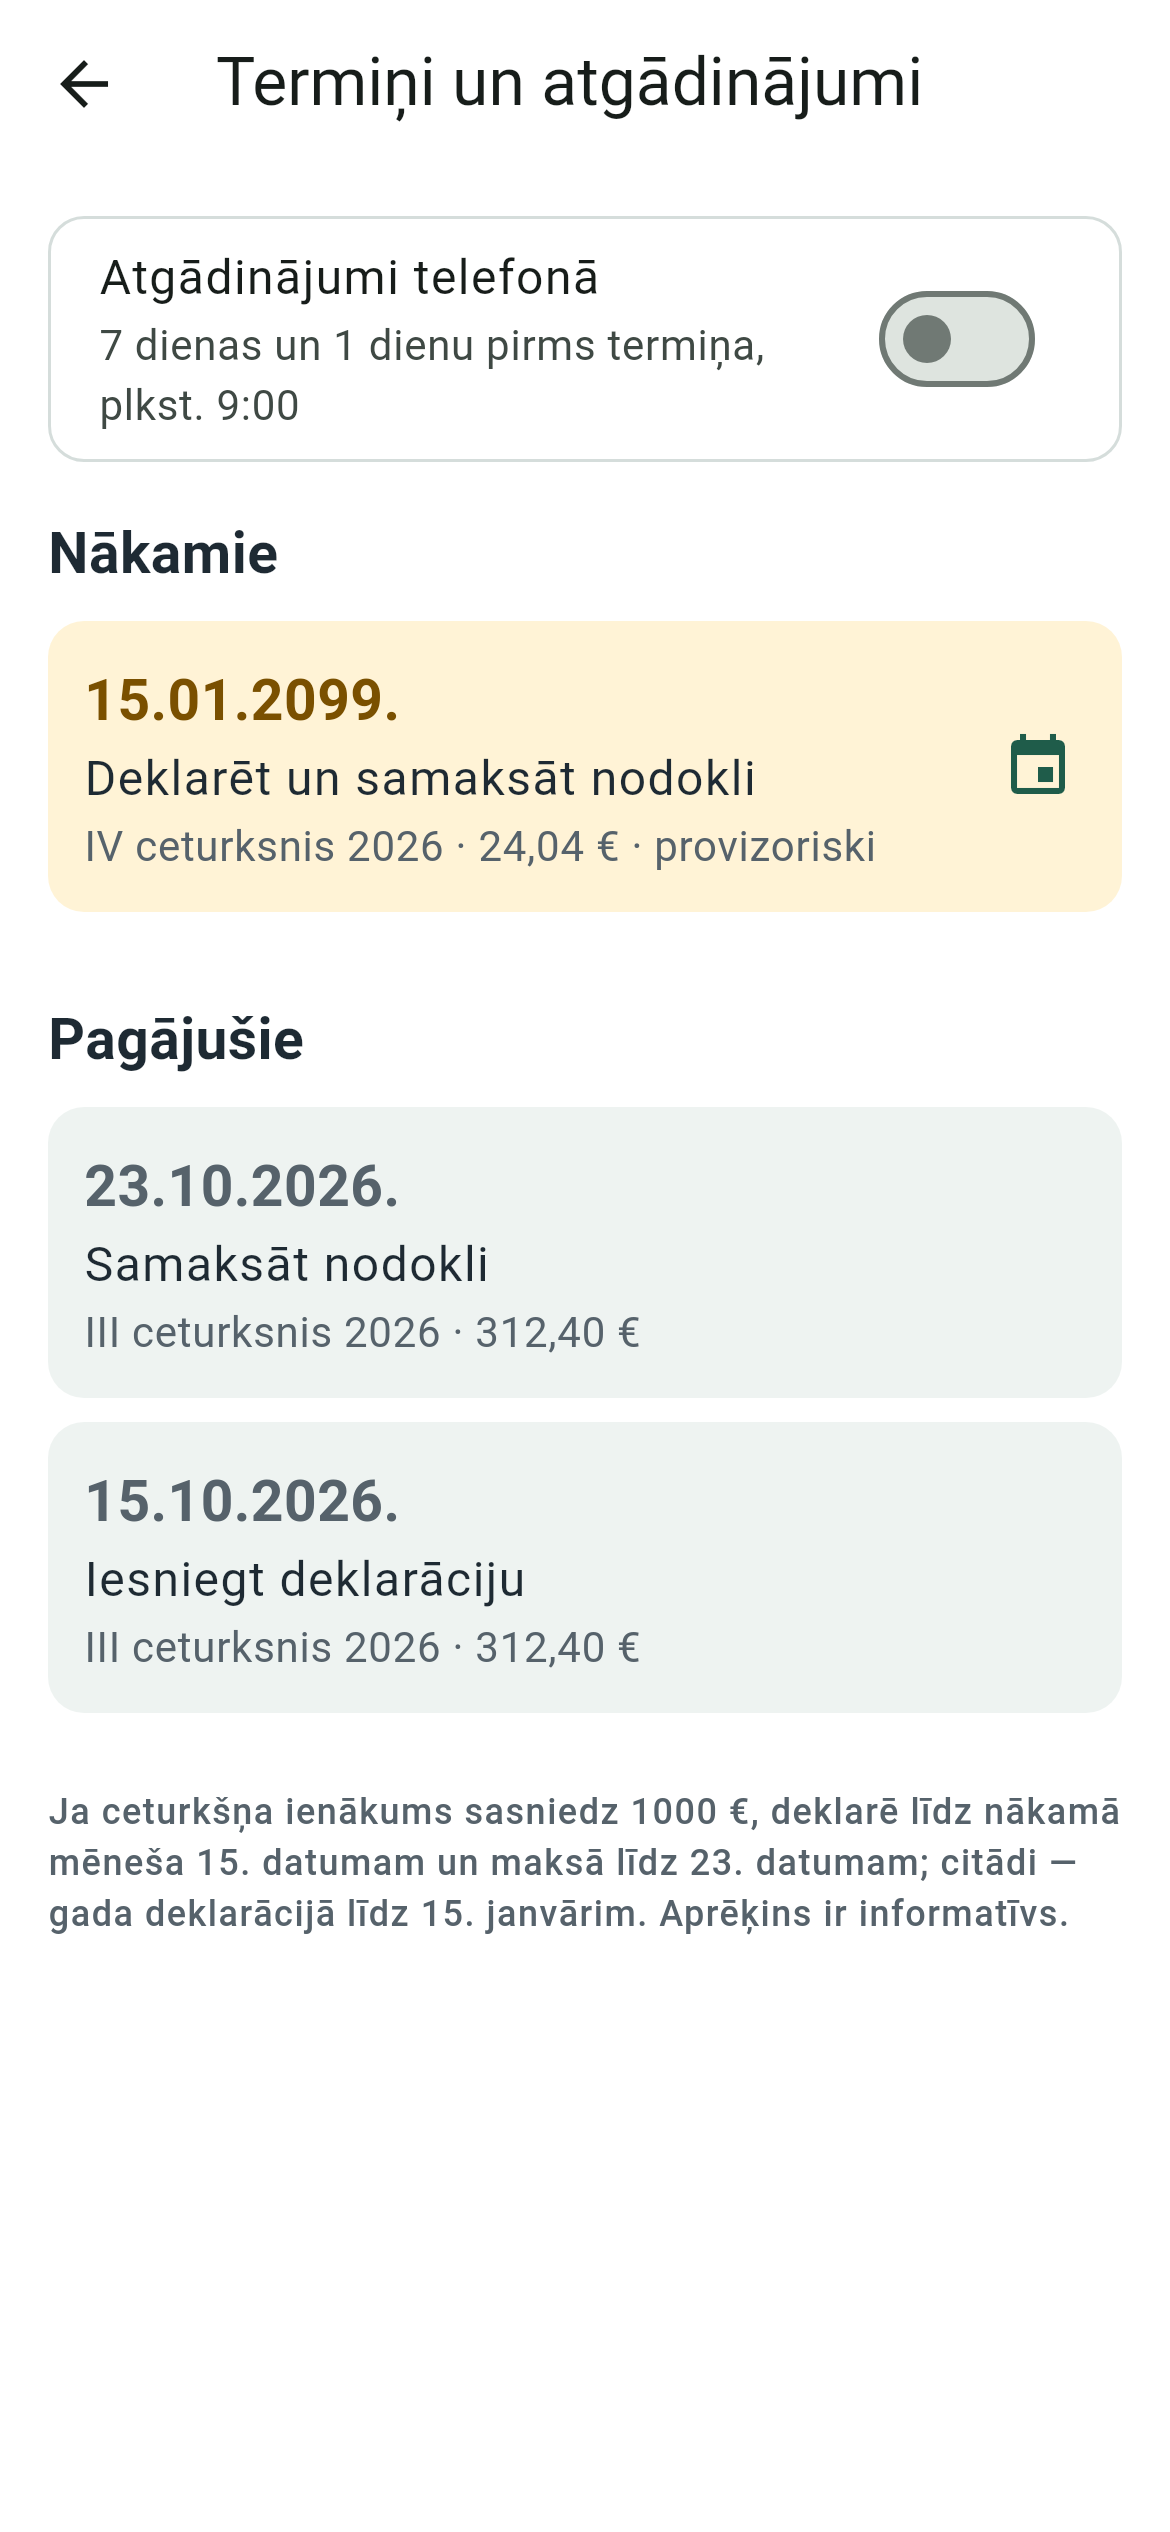 Termiņi un atgādinājumi
Atgādinājumi telefonā
7 dienas un 1 dienu pirms termiņa,
plkst. 9:00
Nākamie
15.01.2099.
Deklarēt un samaksāt nodokli
IV ceturksnis 2026 · 24,04 € · provizoriski
Pagājušie
23.10.2026.
Samaksāt nodokli
III ceturksnis 2026 · 312,40 €
15.10.2026.
Iesniegt deklarāciju
III ceturksnis 2026 · 312,40 €
Ja ceturkšņa ienākums sasniedz 1000 €, deklarē līdz nākamā
mēneša 15. datumam un maksā līdz 23. datumam; citādi —
gada deklarācijā līdz 15. janvārim. Aprēķins ir informatīvs.